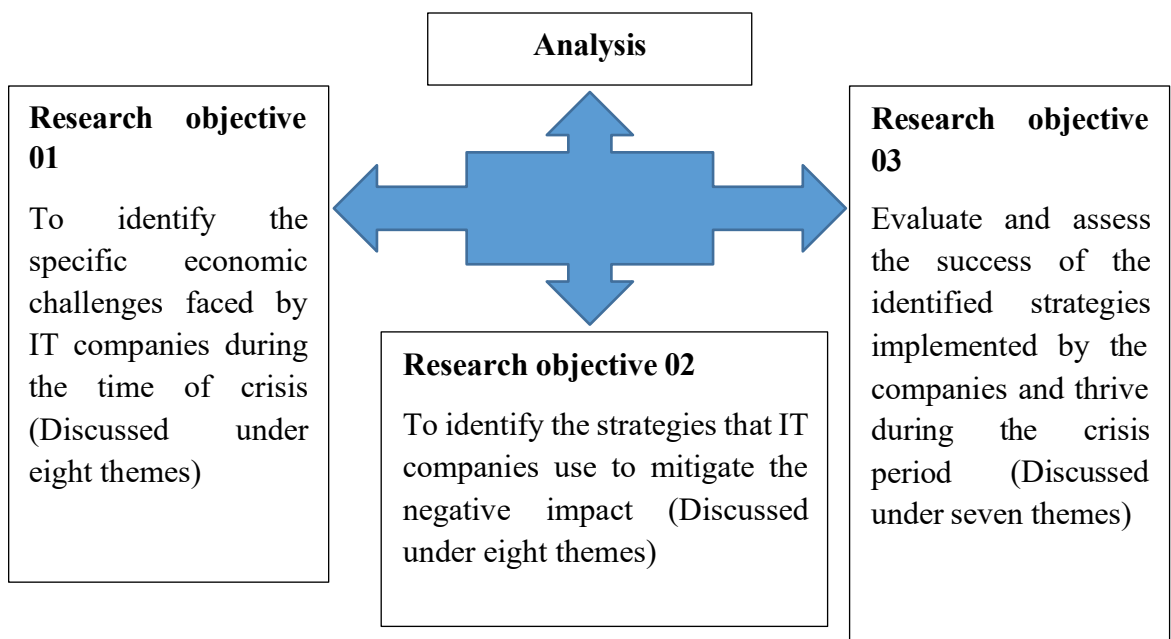 Analysis
Research objective
01
To identify the
specific economic
challenges faced by
IT companies during
the time of crisis
(Discussed under
eight themes)
Research objective 02
To identify the strategies that IT
companies use to mitigate the
negative impact (Discussed
under eight themes)
Research objective
03
Evaluate and assess
the success of the
identified strategies
implemented by the
companies and thrive
during the crisis
period (Discussed
under seven themes)